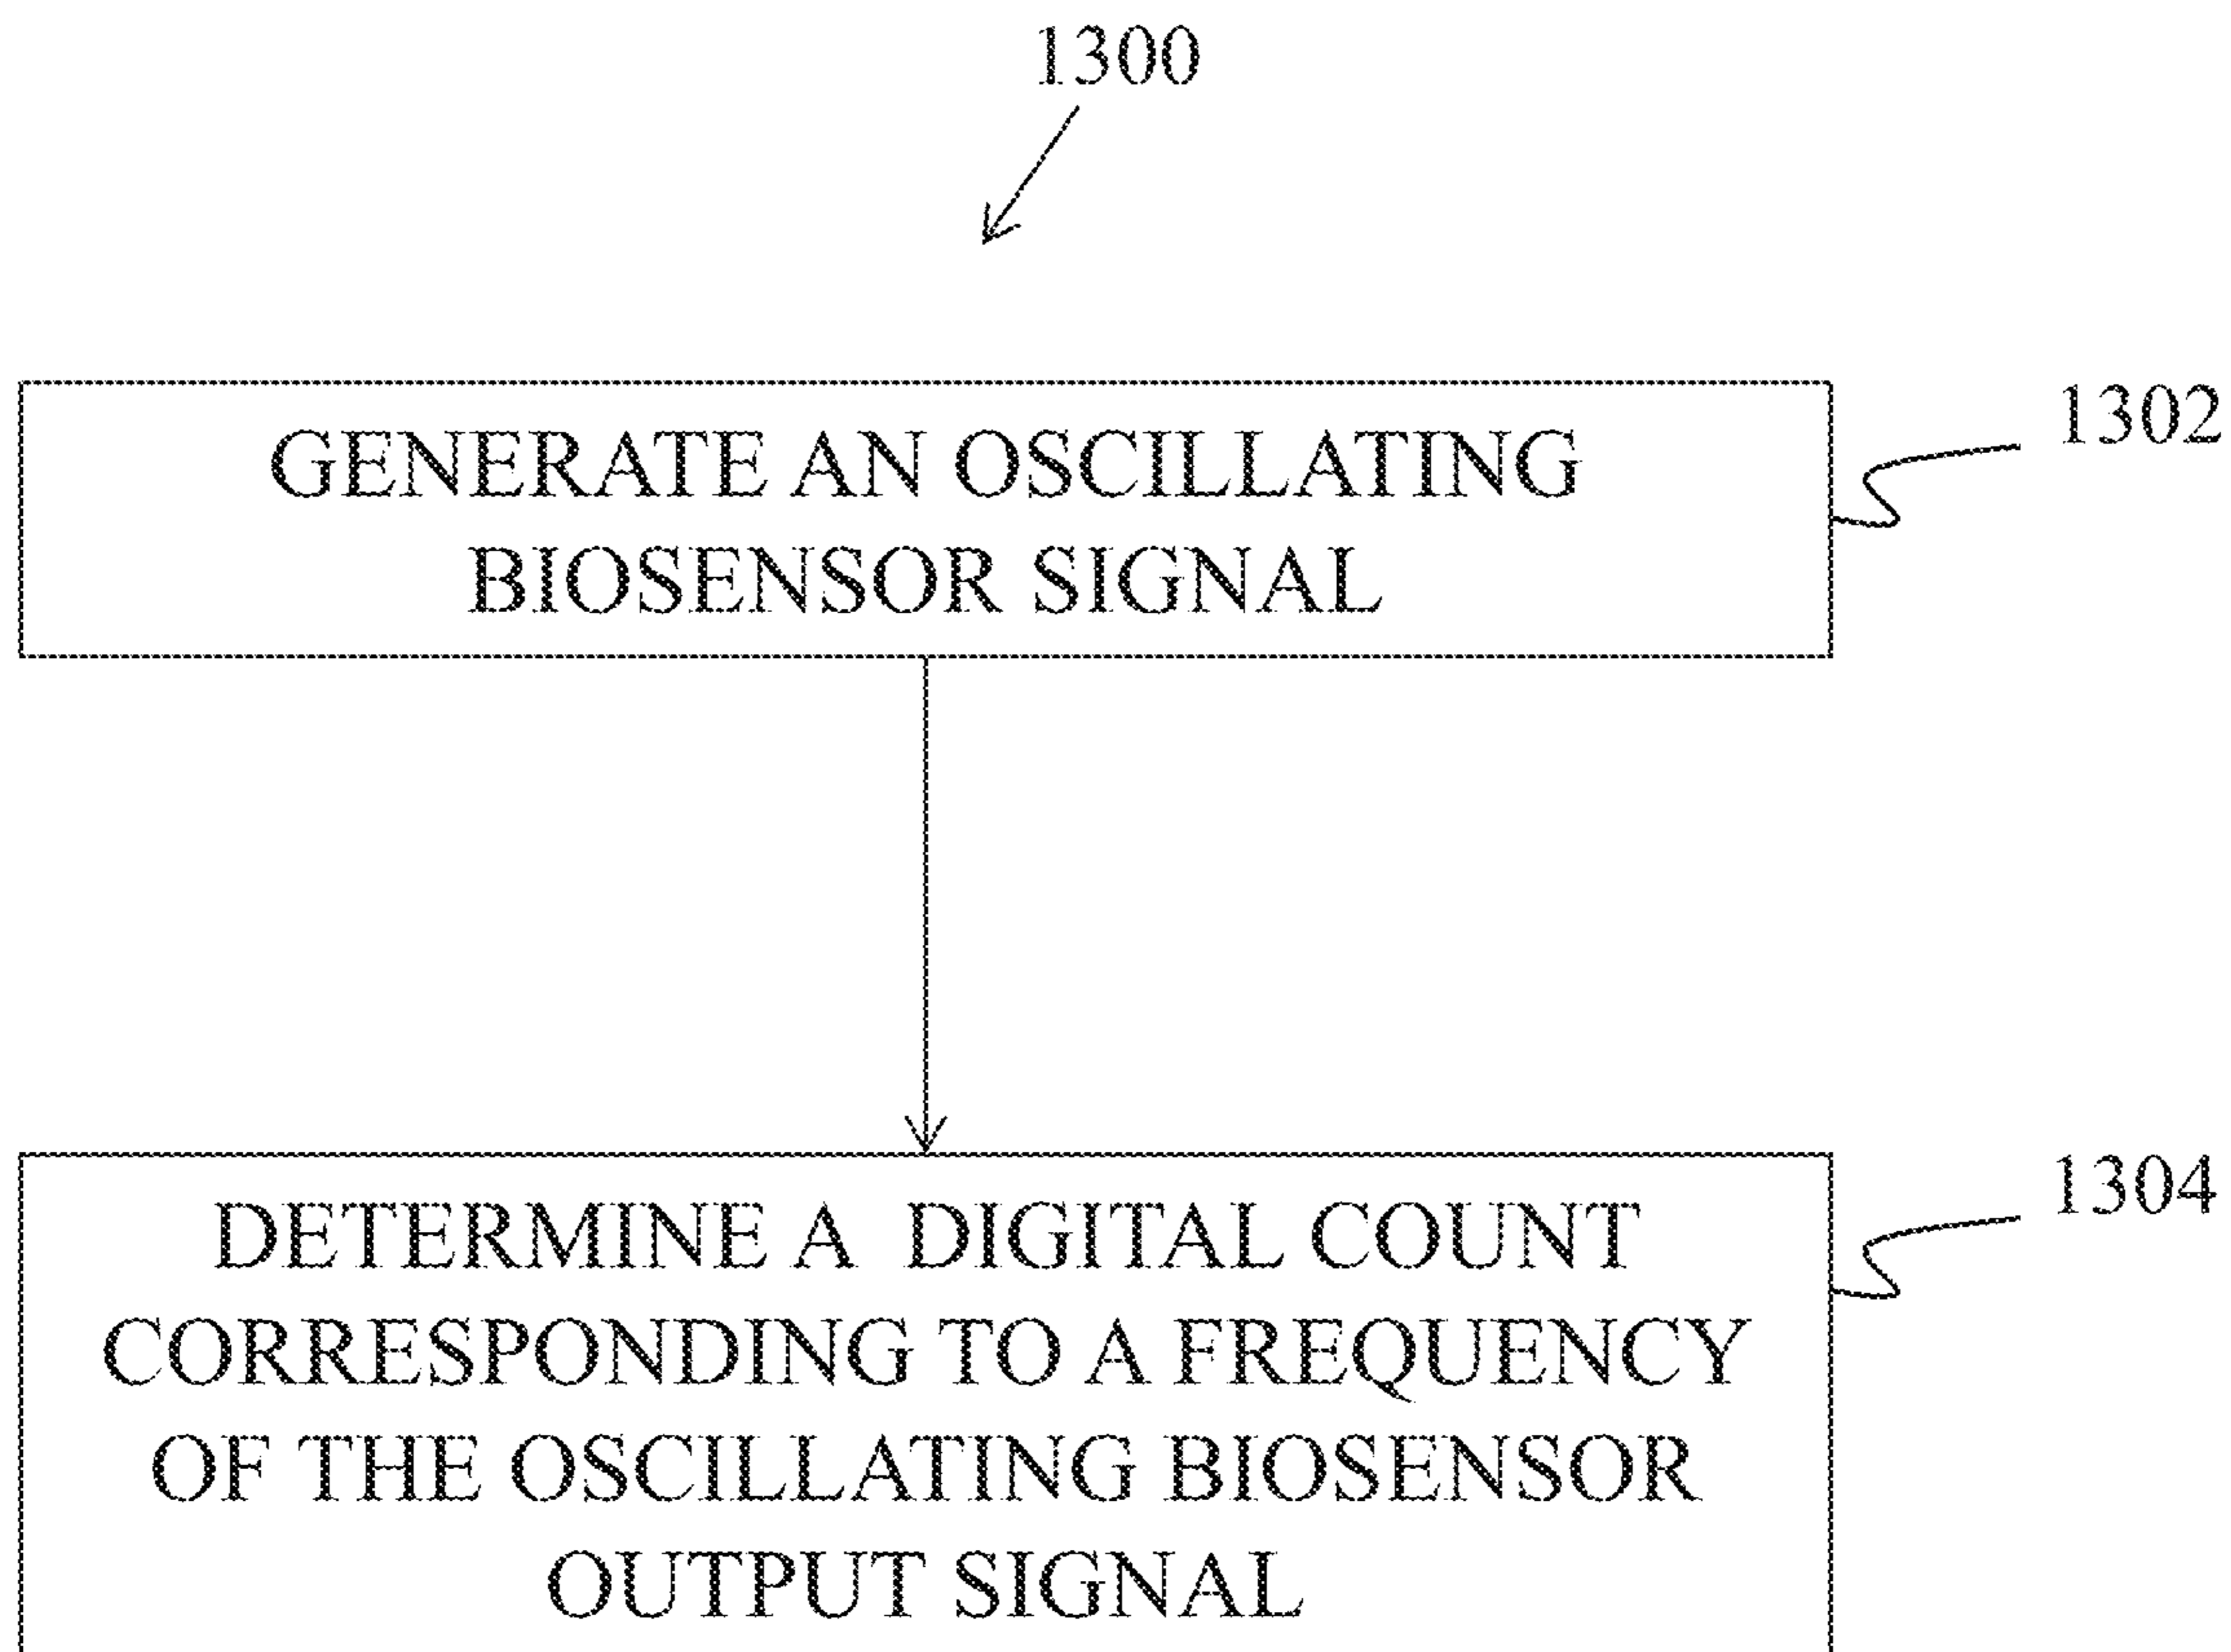 1300
GENERATE AN OSCILLATING
BIOSENSOR SIGNAL
1302
DETERMINE A DIGITAL COUNT
CORRESPONDING TO A FREQUENCY
OF THE OSCILLATING BIOSENSOR
OUTPUT SIGNAL
1304